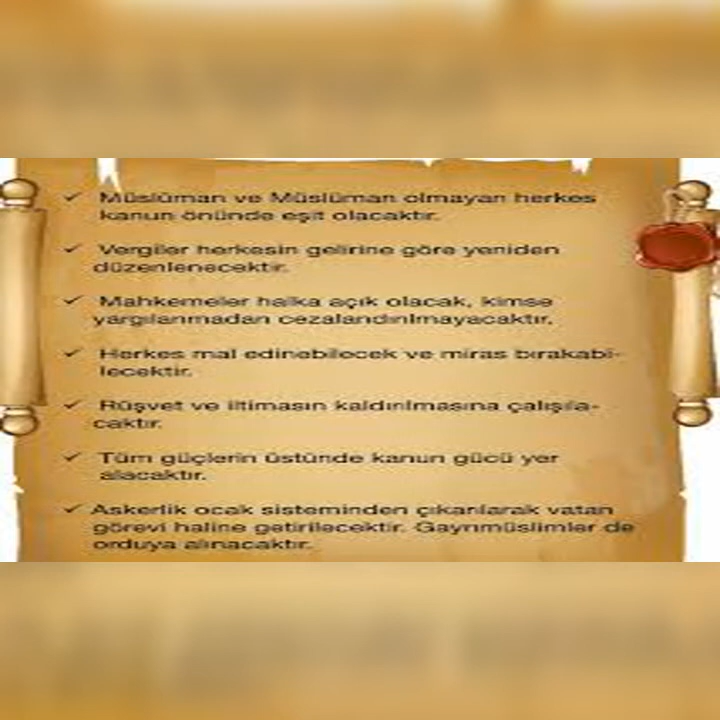 ✓ Müslüman ve Müslüman olmayan herkes
kanun önünde eşit olacaktır.
✓ Vergiler herkesin gelirine göre yeniden
düzenlenecektir.
✓ Mahkemeler halka açık olacak, kimse
yargılanmadan cezalandırılmayacaktır.
✓ Herkes mal edinebilecek ve miras bırakabi-
lecektir.
✓ Rüşvet ve iltimasın kaldırılmasına çalışıla-
caktır.
✓ Tüm güçlerin üstünde kanun gücü yer
alacaktır.
✓ Askerlik ocak sisteminden çıkarılarak vatan
görevi haline getirilecektir. Gayrımüslimler de
orduya alınacaktır.